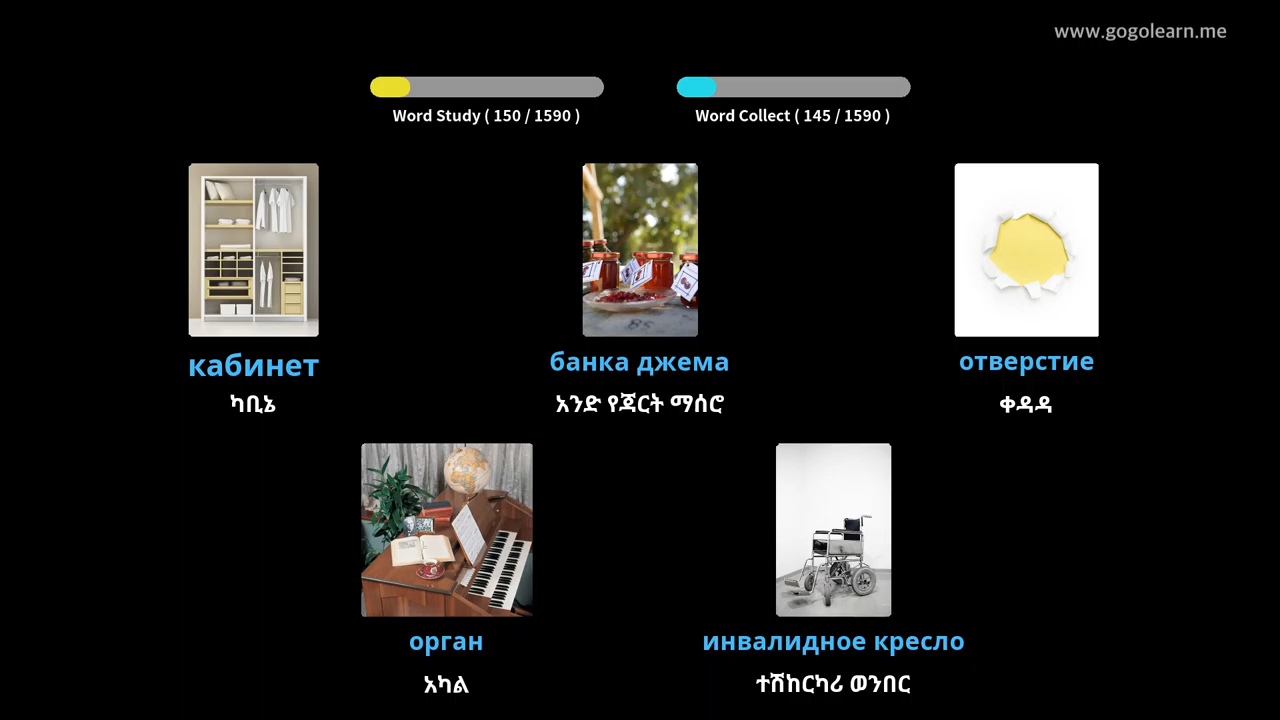 www.gogolearn.me
Word Study ( 150 / 1590 )
Word Collect ( 145 / 1590 )
кабинет
ካቢኔ
банка джема
አንድ የጃርት ማሰሮ
отверстие
ቀዳዳ
орган
አካል
инвалидное кресло
ተሽከርካሪ ወንበር